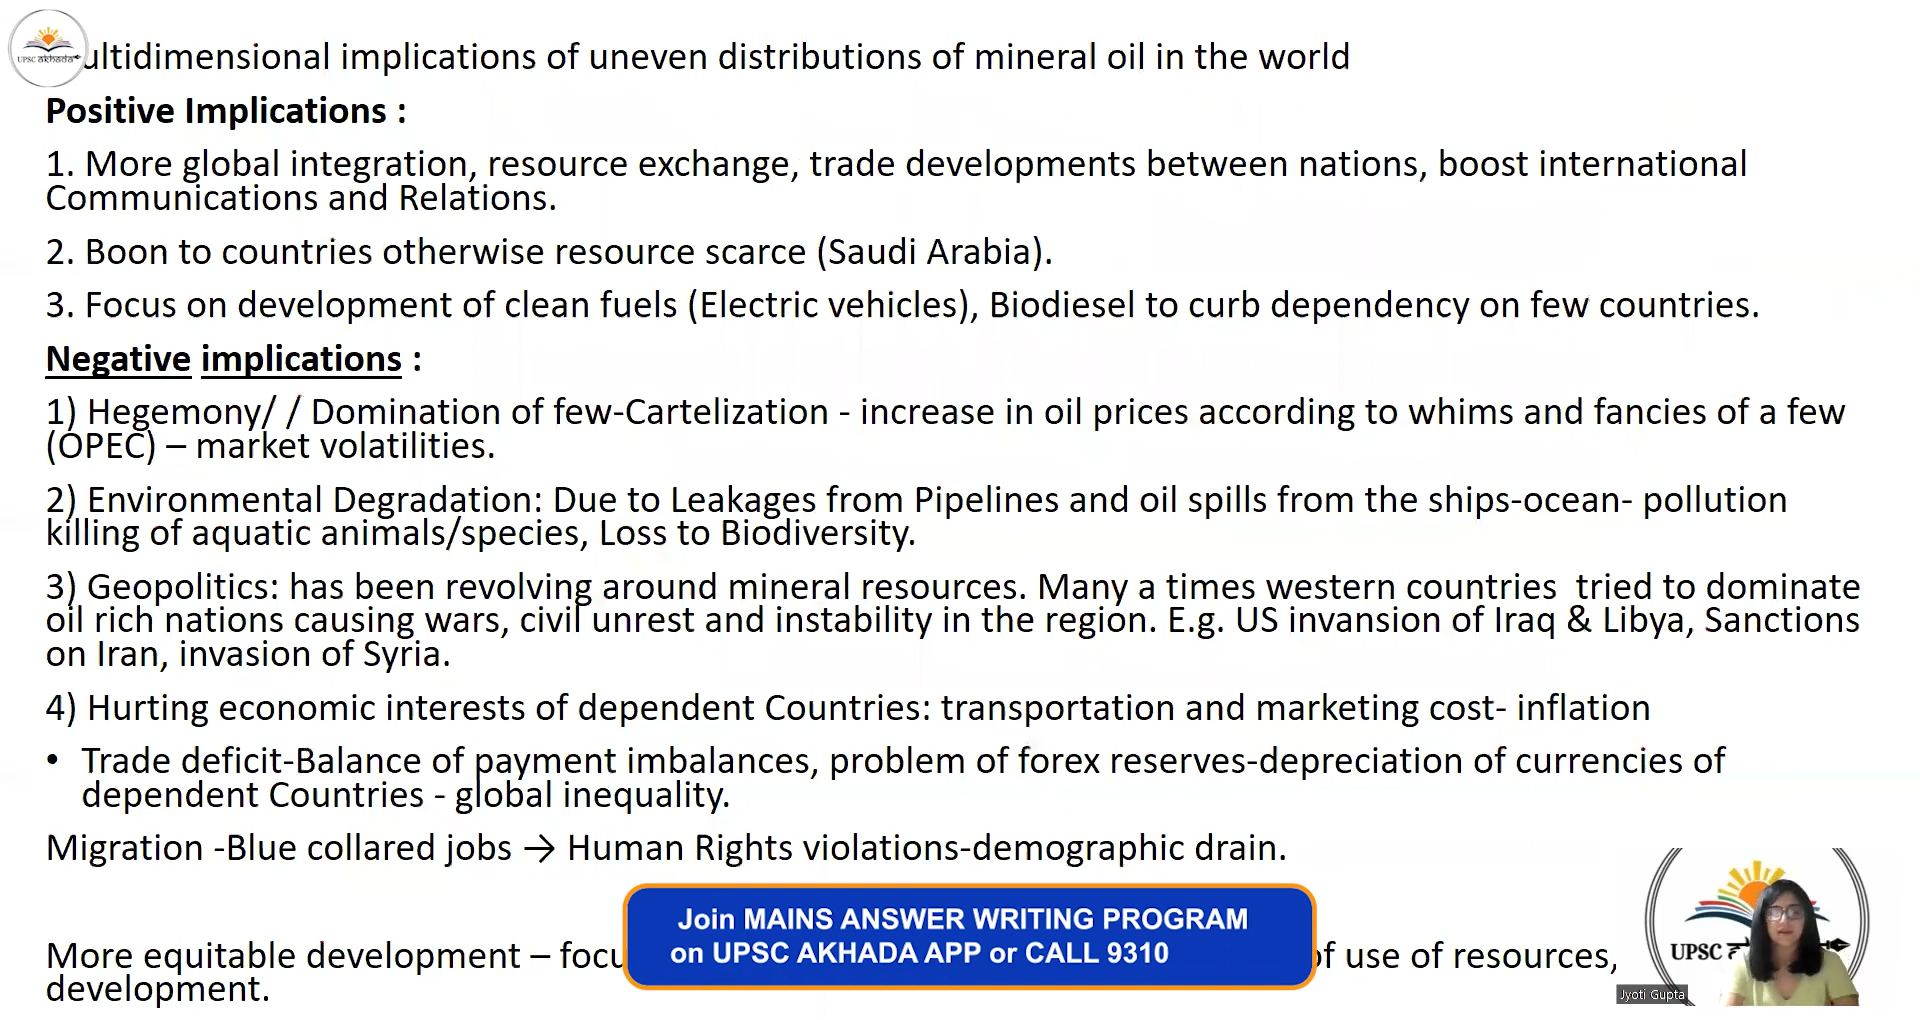 ultidimensional implications of uneven distributions of mineral oil in the world
Positive Implications :
1. More global integration, resource exchange, trade developments between nations, boost international
Communications and Relations.
2. Boon to countries otherwise resource scarce (Saudi Arabia).
3. Focus on development of clean fuels (Electric vehicles), Biodiesel to curb dependency on few countries.
Negative implications :
1) Hegemony/ / Domination of few-Cartelization - increase in oil prices according to whims and fancies of a few
(OPEC) – market volatilities.
2) Environmental Degradation: Due to Leakages from Pipelines and oil spills from the ships-ocean- pollution
killing of aquatic animals/species, Loss to Biodiversity.
3) Geopolitics: has been revolving around mineral resources. Many a times western countries  tried to dominate
oil rich nations causing wars, civil unrest and instability in the region. E.g. US invansion of Iraq & Libya, Sanctions
on Iran, invasion of Syria.
4) Hurting economic interests of dependent Countries: transportation and marketing cost- inflation
• Trade deficit-Balance of payment imbalances, problem of forex reserves-depreciation of currencies of
dependent Countries - global inequality.
Migration -Blue collared jobs → Human Rights violations-demographic drain.
Join MAINS ANSWER WRITING PROGRAM
on UPSC AKHADA APP or CALL 9310
More equitable development – focu
of use of resources,
development.
UPSC akhada
UPSC
Jyoti Gupta